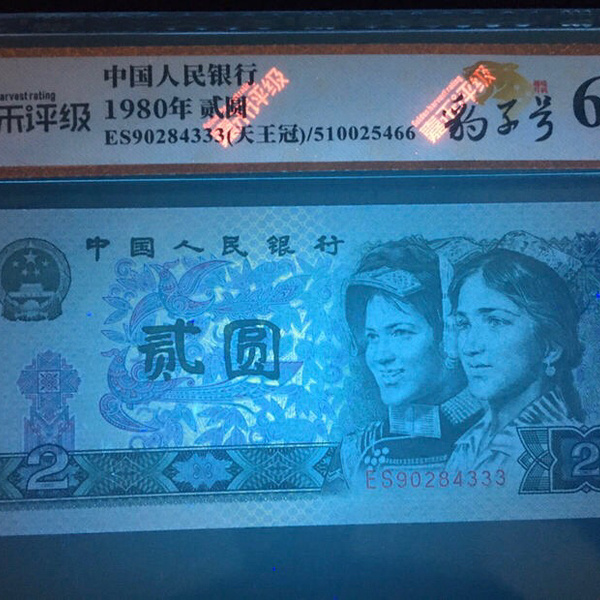 arvest rating
禾评级
中国人民银行
1980年 贰圆
ES90284333(天王冠)/510025466
豹子号
6
中国人民银行
贰圆
2
ES90284333
2